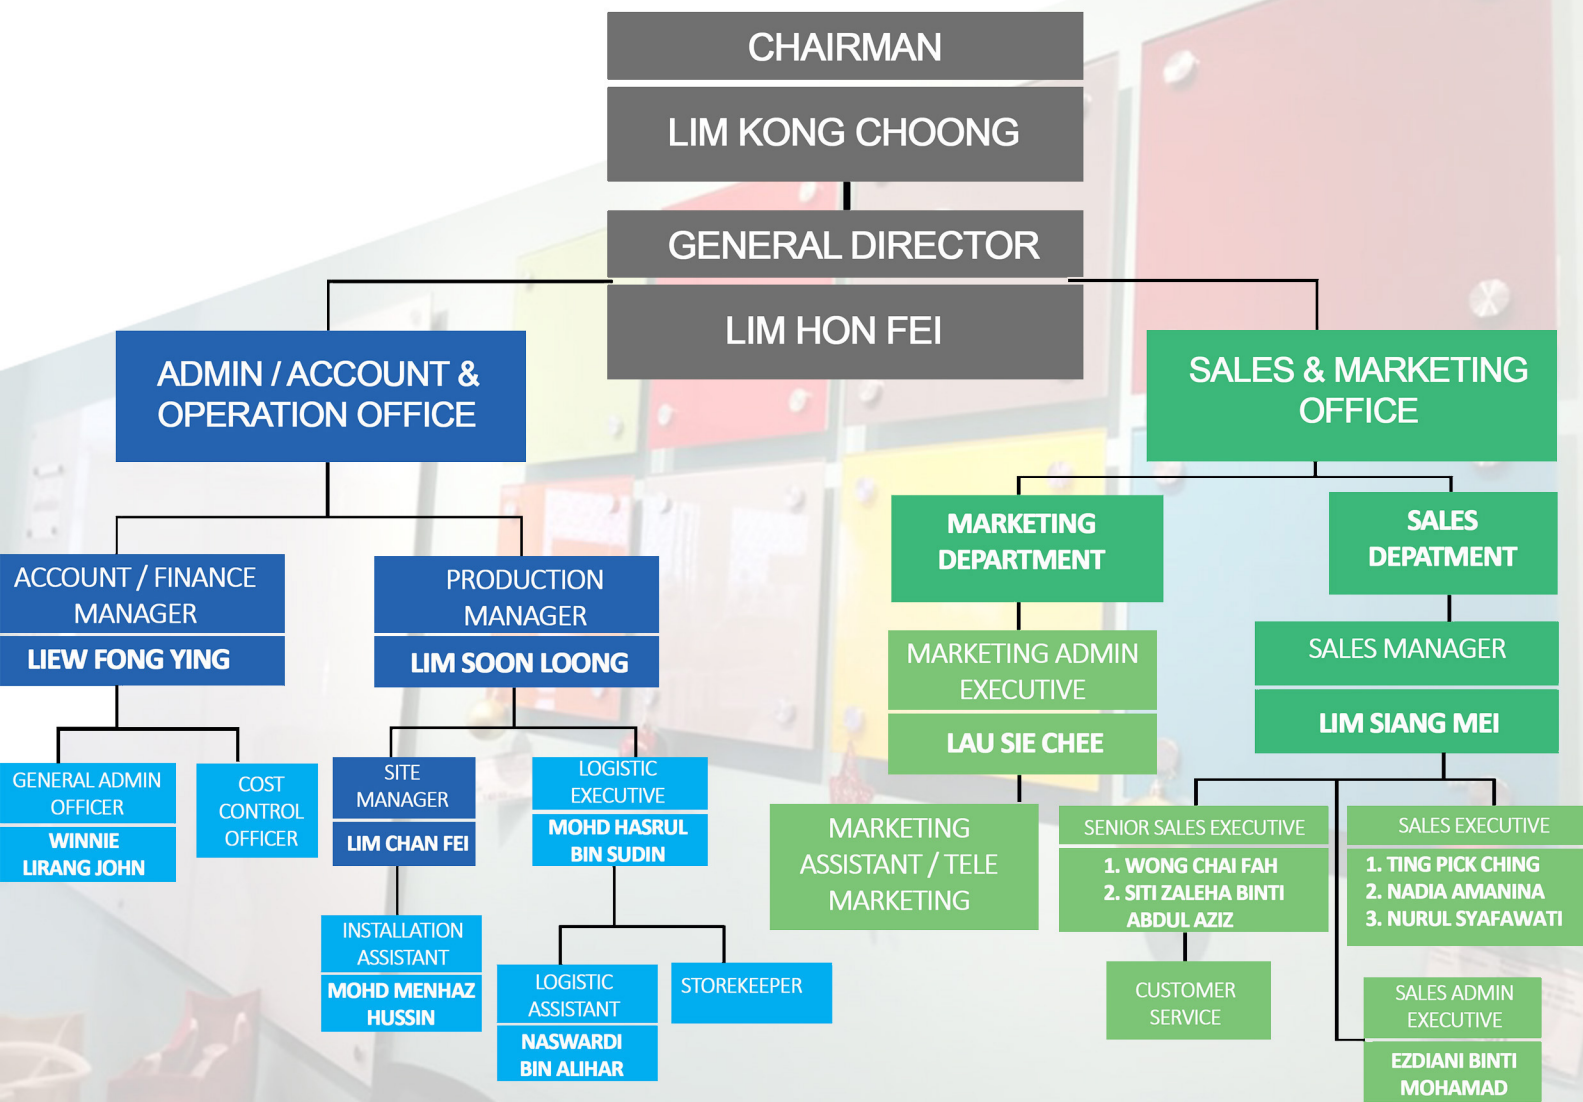 CHAIRMAN
LIM KONG CHOONG
GENERAL DIRECTOR
LIM HON FEI
ADMIN / ACCOUNT &
OPERATION OFFICE
SALES & MARKETING
OFFICE
ACCOUNT / FINANCE
MANAGER
LIEW FONG YING
PRODUCTION
MANAGER
LIM SOON LOONG
MARKETING
DEPARTMENT
SALES
DEPATMENT
MARKETING ADMIN
EXECUTIVE
LAU SIE CHEE
SALES MANAGER
LIM SIANG MEI
GENERAL ADMIN
OFFICER
WINNIE
LIRANG JOHN
COST
CONTROL
OFFICER
SITE
MANAGER
LIM CHAN FEI
LOGISTIC
EXECUTIVE
MOHD HASRUL
BIN SUDIN
MARKETING
ASSISTANT / TELE
MARKETING
SENIOR SALES EXECUTIVE
1. WONG CHAI FAH
2. SITI ZALEHA BINTI
ABDUL AZIZ
SALES EXECUTIVE
1. TING PICK CHING
2. NADIA AMANINA
3. NURUL SYAFAWATI
INSTALLATION
ASSISTANT
MOHD MENHAZ
HUSSIN
LOGISTIC
ASSISTANT
NASWARDI
BIN ALIHAR
STOREKEEPER
CUSTOMER
SERVICE
SALES ADMIN
EXECUTIVE
EZDIANI BINTI
MOHAMAD